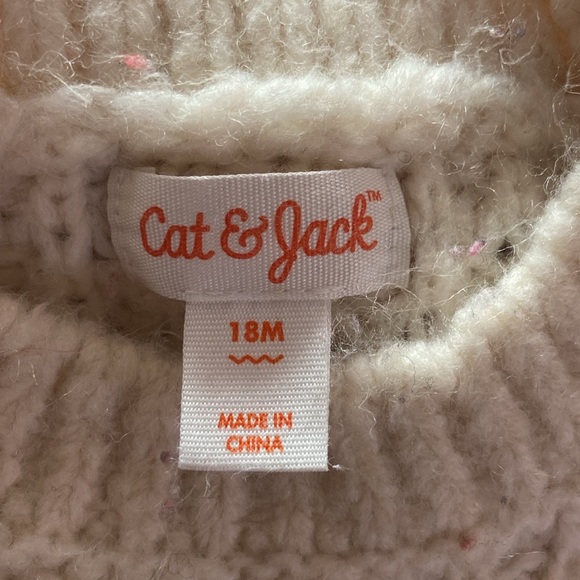 Cat & Jack™
18M
MADE IN
CHINA